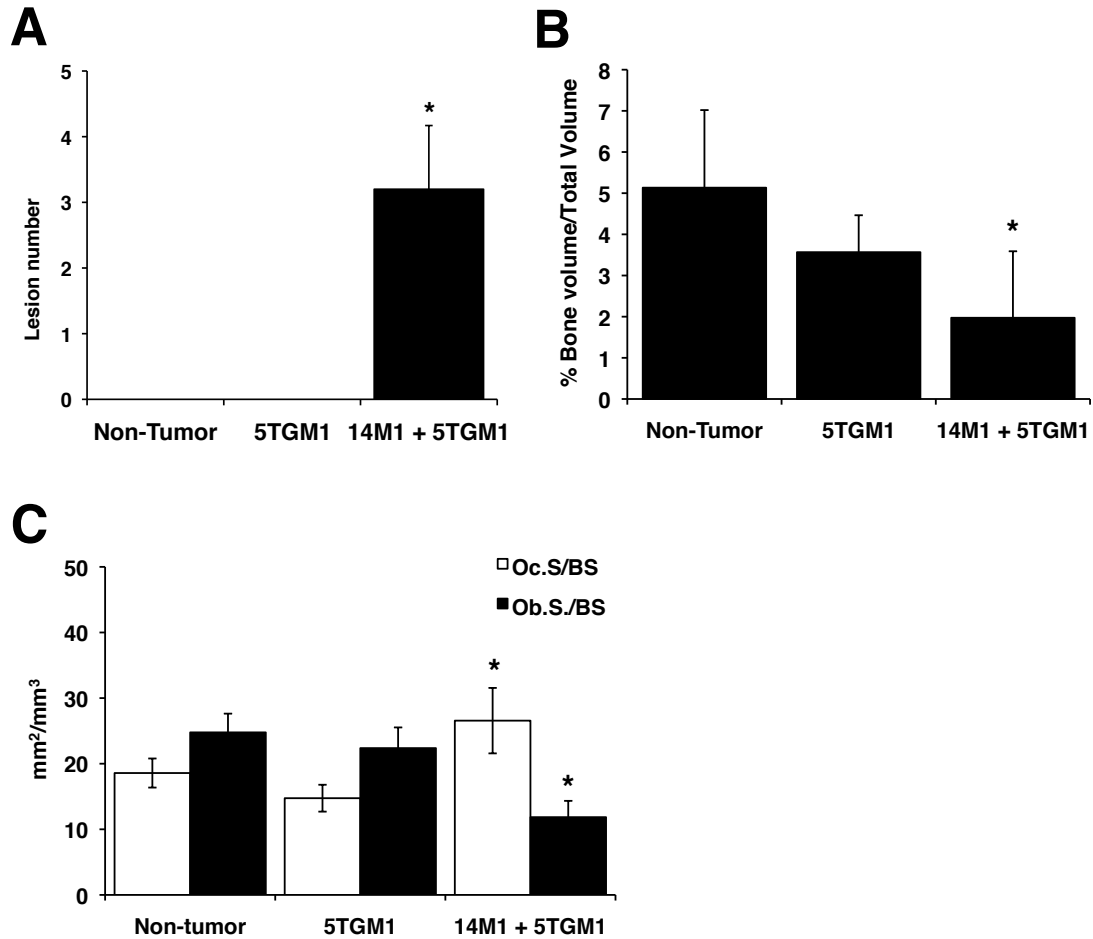 A
Lesion number
5
4
3
2
1
0
*
Non-Tumor 5TGM1 14M1 + 5TGM1
B
% Bone volume/Total Volume
8
7
6
5
4
3
2
1
0
*
Non-Tumor 5TGM1 14M1 + 5TGM1
C
mm²/mm³
50
40
30
20
10
0
Oc.S/BS
Ob.S./BS
*
*
Non-tumor 5TGM1 14M1 + 5TGM1